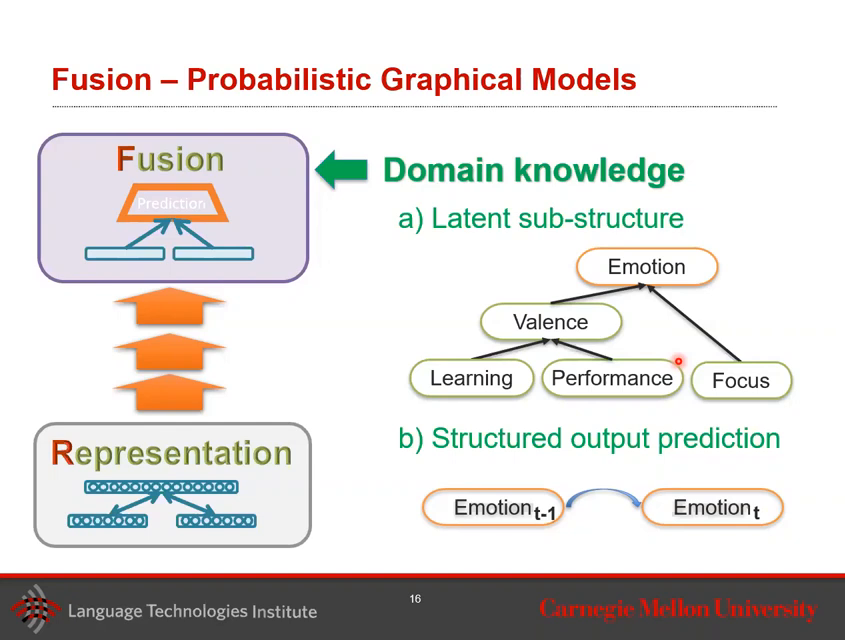 Fusion – Probabilistic Graphical Models
Fusion
Prediction
Representation
Domain knowledge
a) Latent sub-structure
Emotion
Valence
Learning
Performance
Focus
b) Structured output prediction
Emotion t-1
Emotion t
16
Language Technologies Institute
Carnegie Mellon University